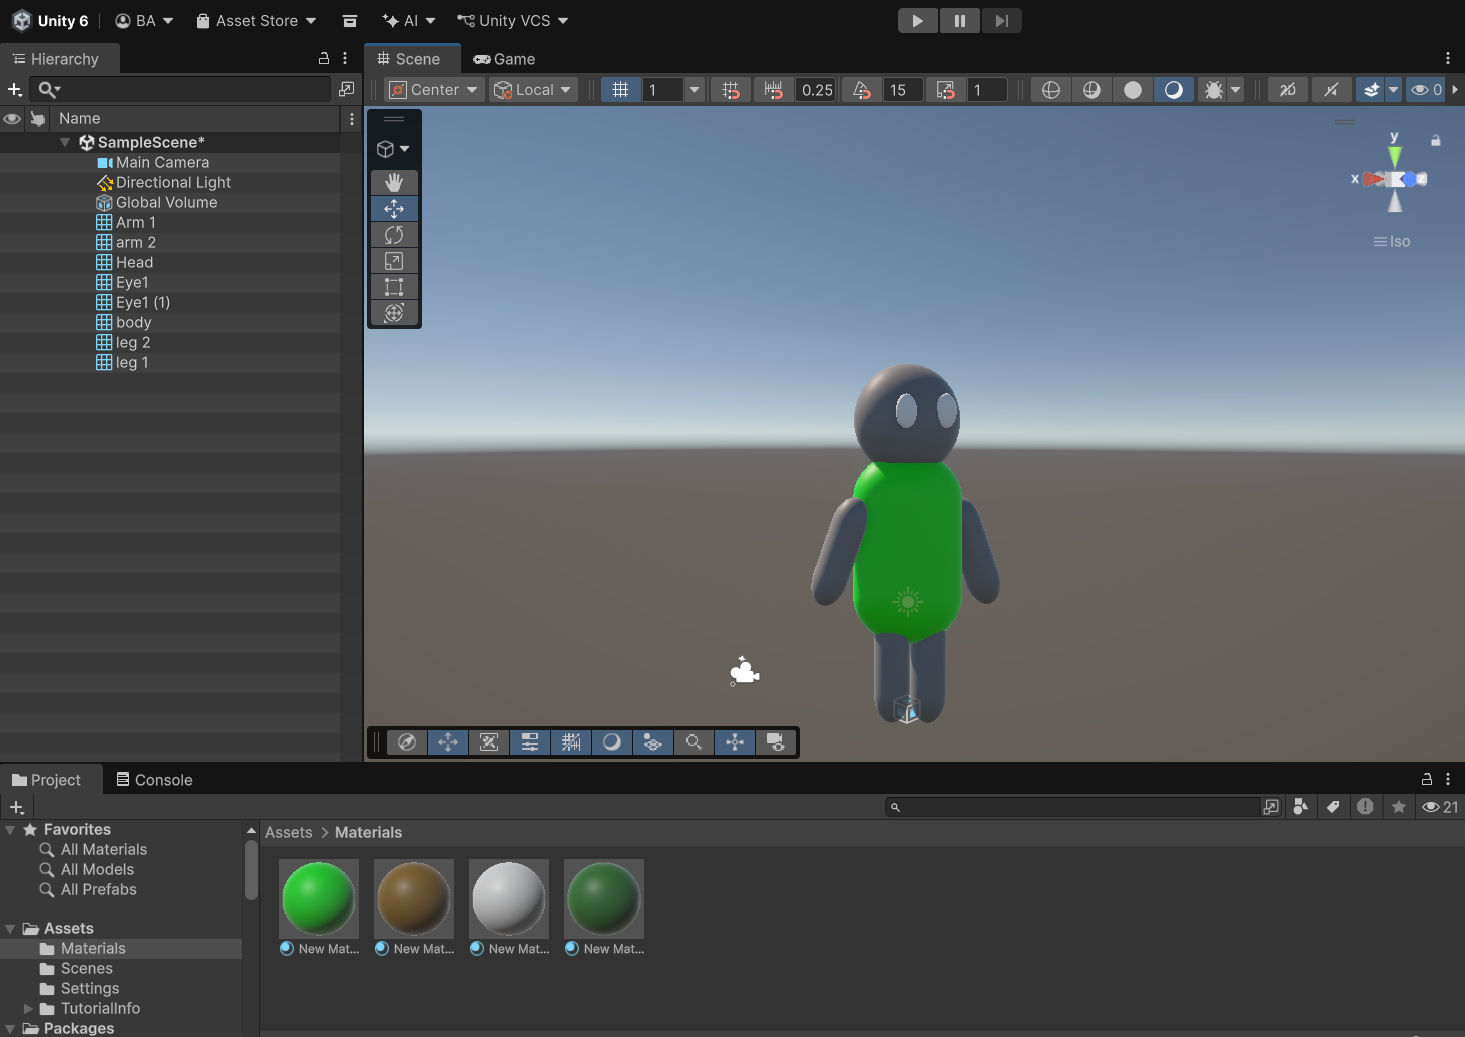 Unity 6 BA Asset Store AI Unity VCS
Hierarchy
Scene Game
Center Local 1 0.25 15 1 2D 0
Name
SampleScene*
Main Camera
Directional Light
Global Volume
Arm 1
arm 2
Head
Eye1
Eye1 (1)
body
leg 2
leg 1
y
x z
Iso
Project Console
21
Favorites
All Materials
All Models
All Prefabs
Assets
Materials
Scenes
Settings
TutorialInfo
Packages
Assets > Materials
New Mat... New Mat... New Mat... New Mat...